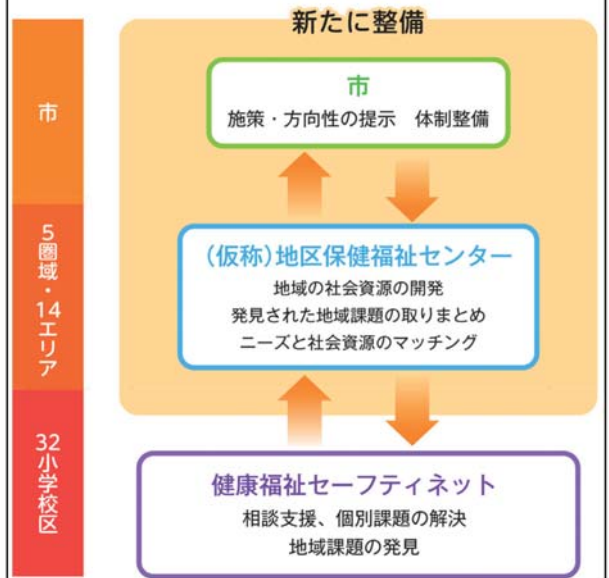 新たに整備
市
市
施策・方向性の提示　体制整備
5圏域・14エリア
(仮称)地区保健福祉センター
地域の社会資源の開発
発見された地域課題の取りまとめ
ニーズと社会資源のマッチング
32小学校区
健康福祉セーフティネット
相談支援、個別課題の解決
地域課題の発見